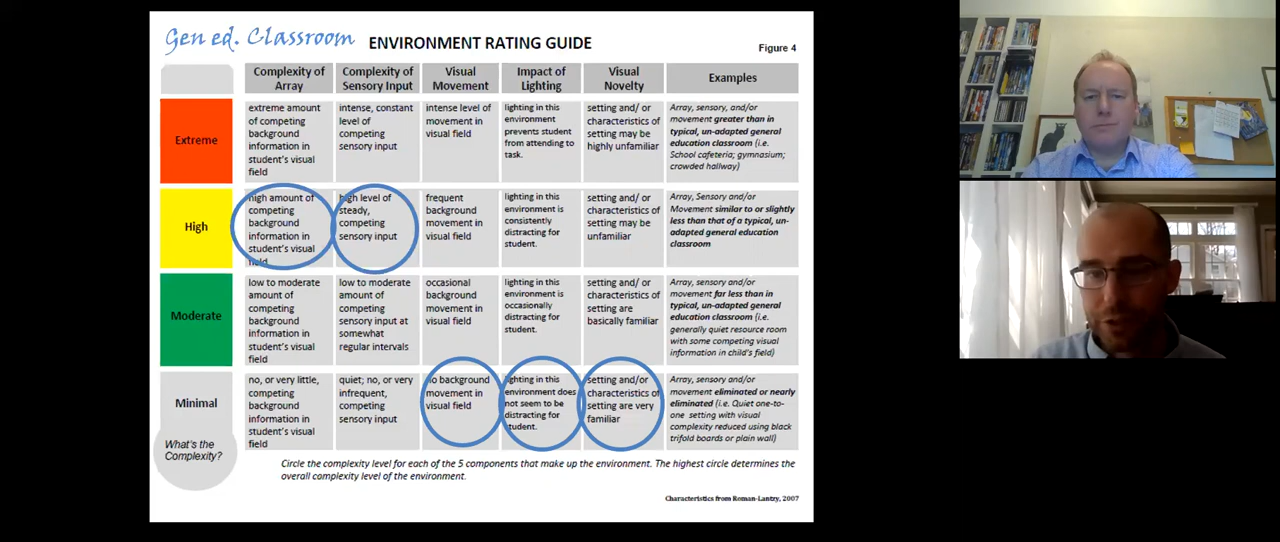 Gen ed. Classroom ENVIRONMENT RATING GUIDE
Figure 4
Complexity of
Array
Complexity of
Sensory Input
Visual
Movement
Impact of
Lighting
Visual
Novelty
Examples
Extreme
extreme amount
of competing
background
information in
student's visual
field
intense, constant
level of
competing
sensory input
intense level of
movement in
visual field
lighting in this
environment
prevents student
from attending to
task.
setting and/ or
characteristics of
setting may be
highly unfamiliar
Array, sensory, and/or
movement greater than in
typical, un-adapted general
education classroom (i.e.
School cafeteria; gymnasium;
crowded hallway)
High
high amount of
competing
background
information in
student's visual
field
high level of
steady,
competing
sensory input
frequent
background
movement in
visual field
lighting in this
environment is
consistently
distracting for
student.
setting and/ or
characteristics of
setting may be
unfamiliar
Array, Sensory and/or
Movement similar to or slightly
less than that of a typical, un-
adapted general education
classroom
Moderate
low to moderate
amount of
competing
background
information in
student's visual
field
low to moderate
amount of
competing
sensory input at
somewhat
regular intervals
occasional
background
movement in
visual field
lighting in this
environment is
occasionally
distracting for
student.
setting and/ or
characteristics of
setting are
basically familiar
Array, sensory and/or
movement far less than in
typical, un-adapted general
education classroom (i.e.
generally quiet resource room
with some competing visual
information in child's field)
Minimal
no, or very little,
competing
background
information in
student's visual
field
quiet; no, or very
infrequent,
competing
sensory input
no background
movement in
visual field
lighting in this
environment does
not seem to be
distracting for
student.
setting and/or
characteristics of
setting are very
familiar
Array, sensory and/or
movement eliminated or nearly
eliminated (i.e. Quiet one-to-
one setting with visual
complexity reduced using black
trifold boards or plain wall)
What's the
Complexity?
Circle the complexity level for each of the 5 components that make up the environment. The highest circle determines the
overall complexity level of the environment.
Characteristics from Roman-Lantry, 2007